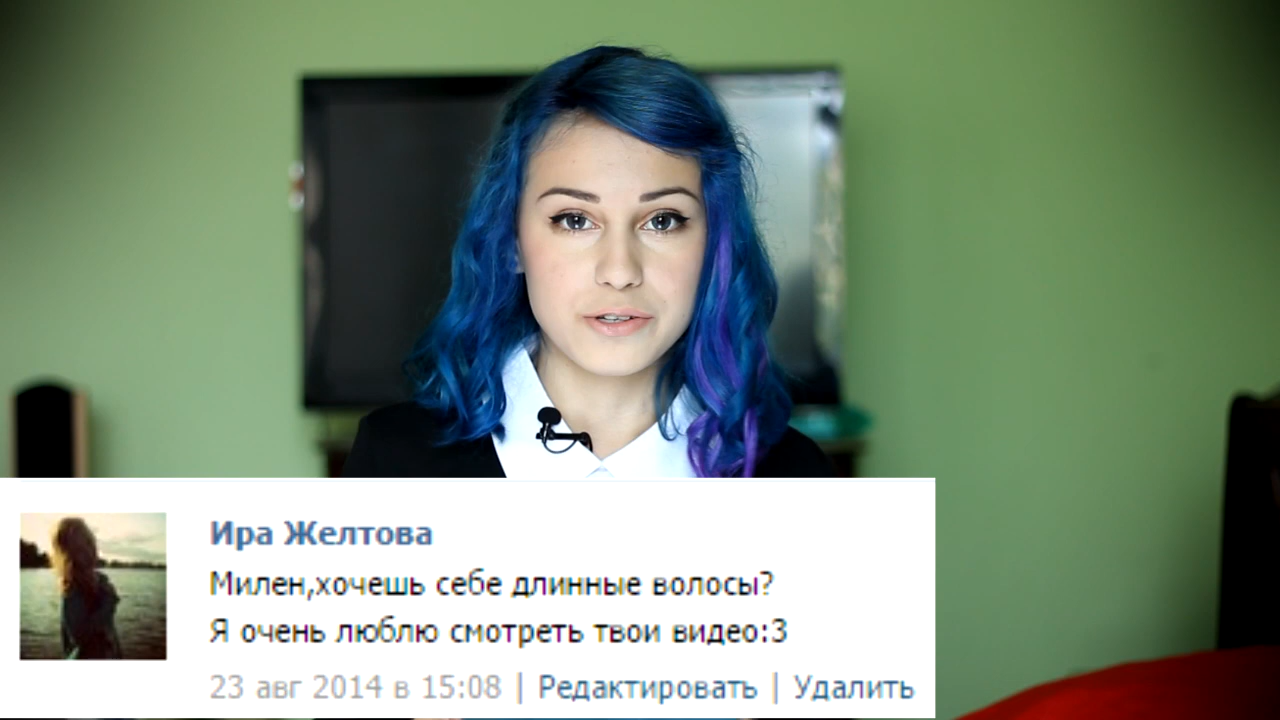 Ира Желтова
Милен,хочешь себе длинные волосы?
Я очень люблю смотреть твои видео:3
23 авг 2014 в 15:08 | Редактировать | Удалить